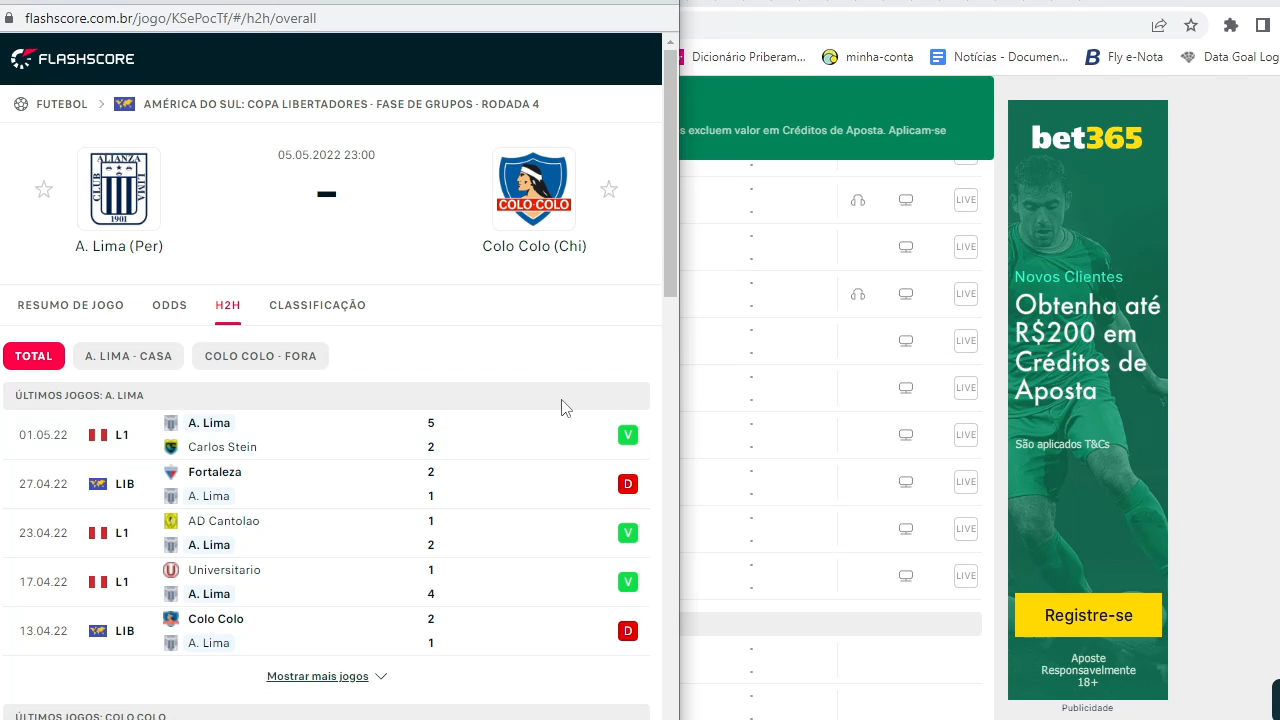 flashscore.com.br/jogo/KSePocTf/#/h2h/overall
FLASHSCORE
FUTEBOL > AMÉRICA DO SUL: COPA LIBERTADORES - FASE DE GRUPOS - RODADA 4
ALIANZA
CLUB LIMA
1901
05.05.2022 23:00
-
COLO-COLO
A. Lima (Per)
Colo Colo (Chi)
RESUMO DE JOGO ODDS H2H CLASSIFICAÇÃO
TOTAL A. LIMA - CASA COLO COLO - FORA
ÚLTIMOS JOGOS: A. LIMA
01.05.22 L1 A. Lima 5 V
Carlos Stein 2
27.04.22 LIB Fortaleza 2 D
A. Lima 1
23.04.22 L1 AD Cantolao 1 V
A. Lima 2
17.04.22 L1 Universitario 1 V
A. Lima 4
13.04.22 LIB Colo Colo 2 D
A. Lima 1
Mostrar mais jogos
ÚLTIMOS JOGOS: COLO COLO
Dicionário Priberam... minha-conta Notícias - Documen... Fly e-Nota Data Goal Log
s excluem valor em Créditos de Aposta. Aplicam-se
LIVE
LIVE
LIVE
LIVE
LIVE
LIVE
LIVE
LIVE
LIVE
bet365
Novos Clientes
Obtenha até
R$200 em
Créditos de
Aposta
São aplicados T&Cs
Registre-se
Aposte
Responsavelmente
18+
Publicidade